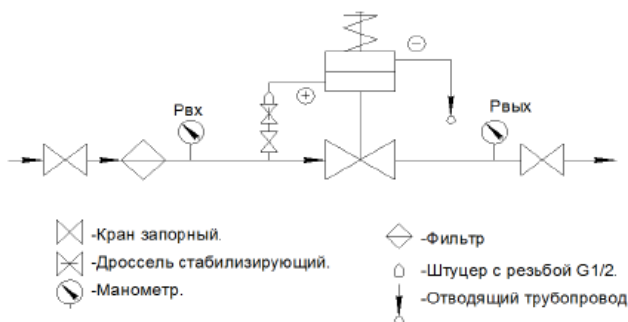 +
−
Рвх
Рвых
-Кран запорный.
-Дроссель стабилизирующий.
-Манометр.
-Фильтр
-Штуцер с резьбой G1/2.
-Отводящий трубопровод